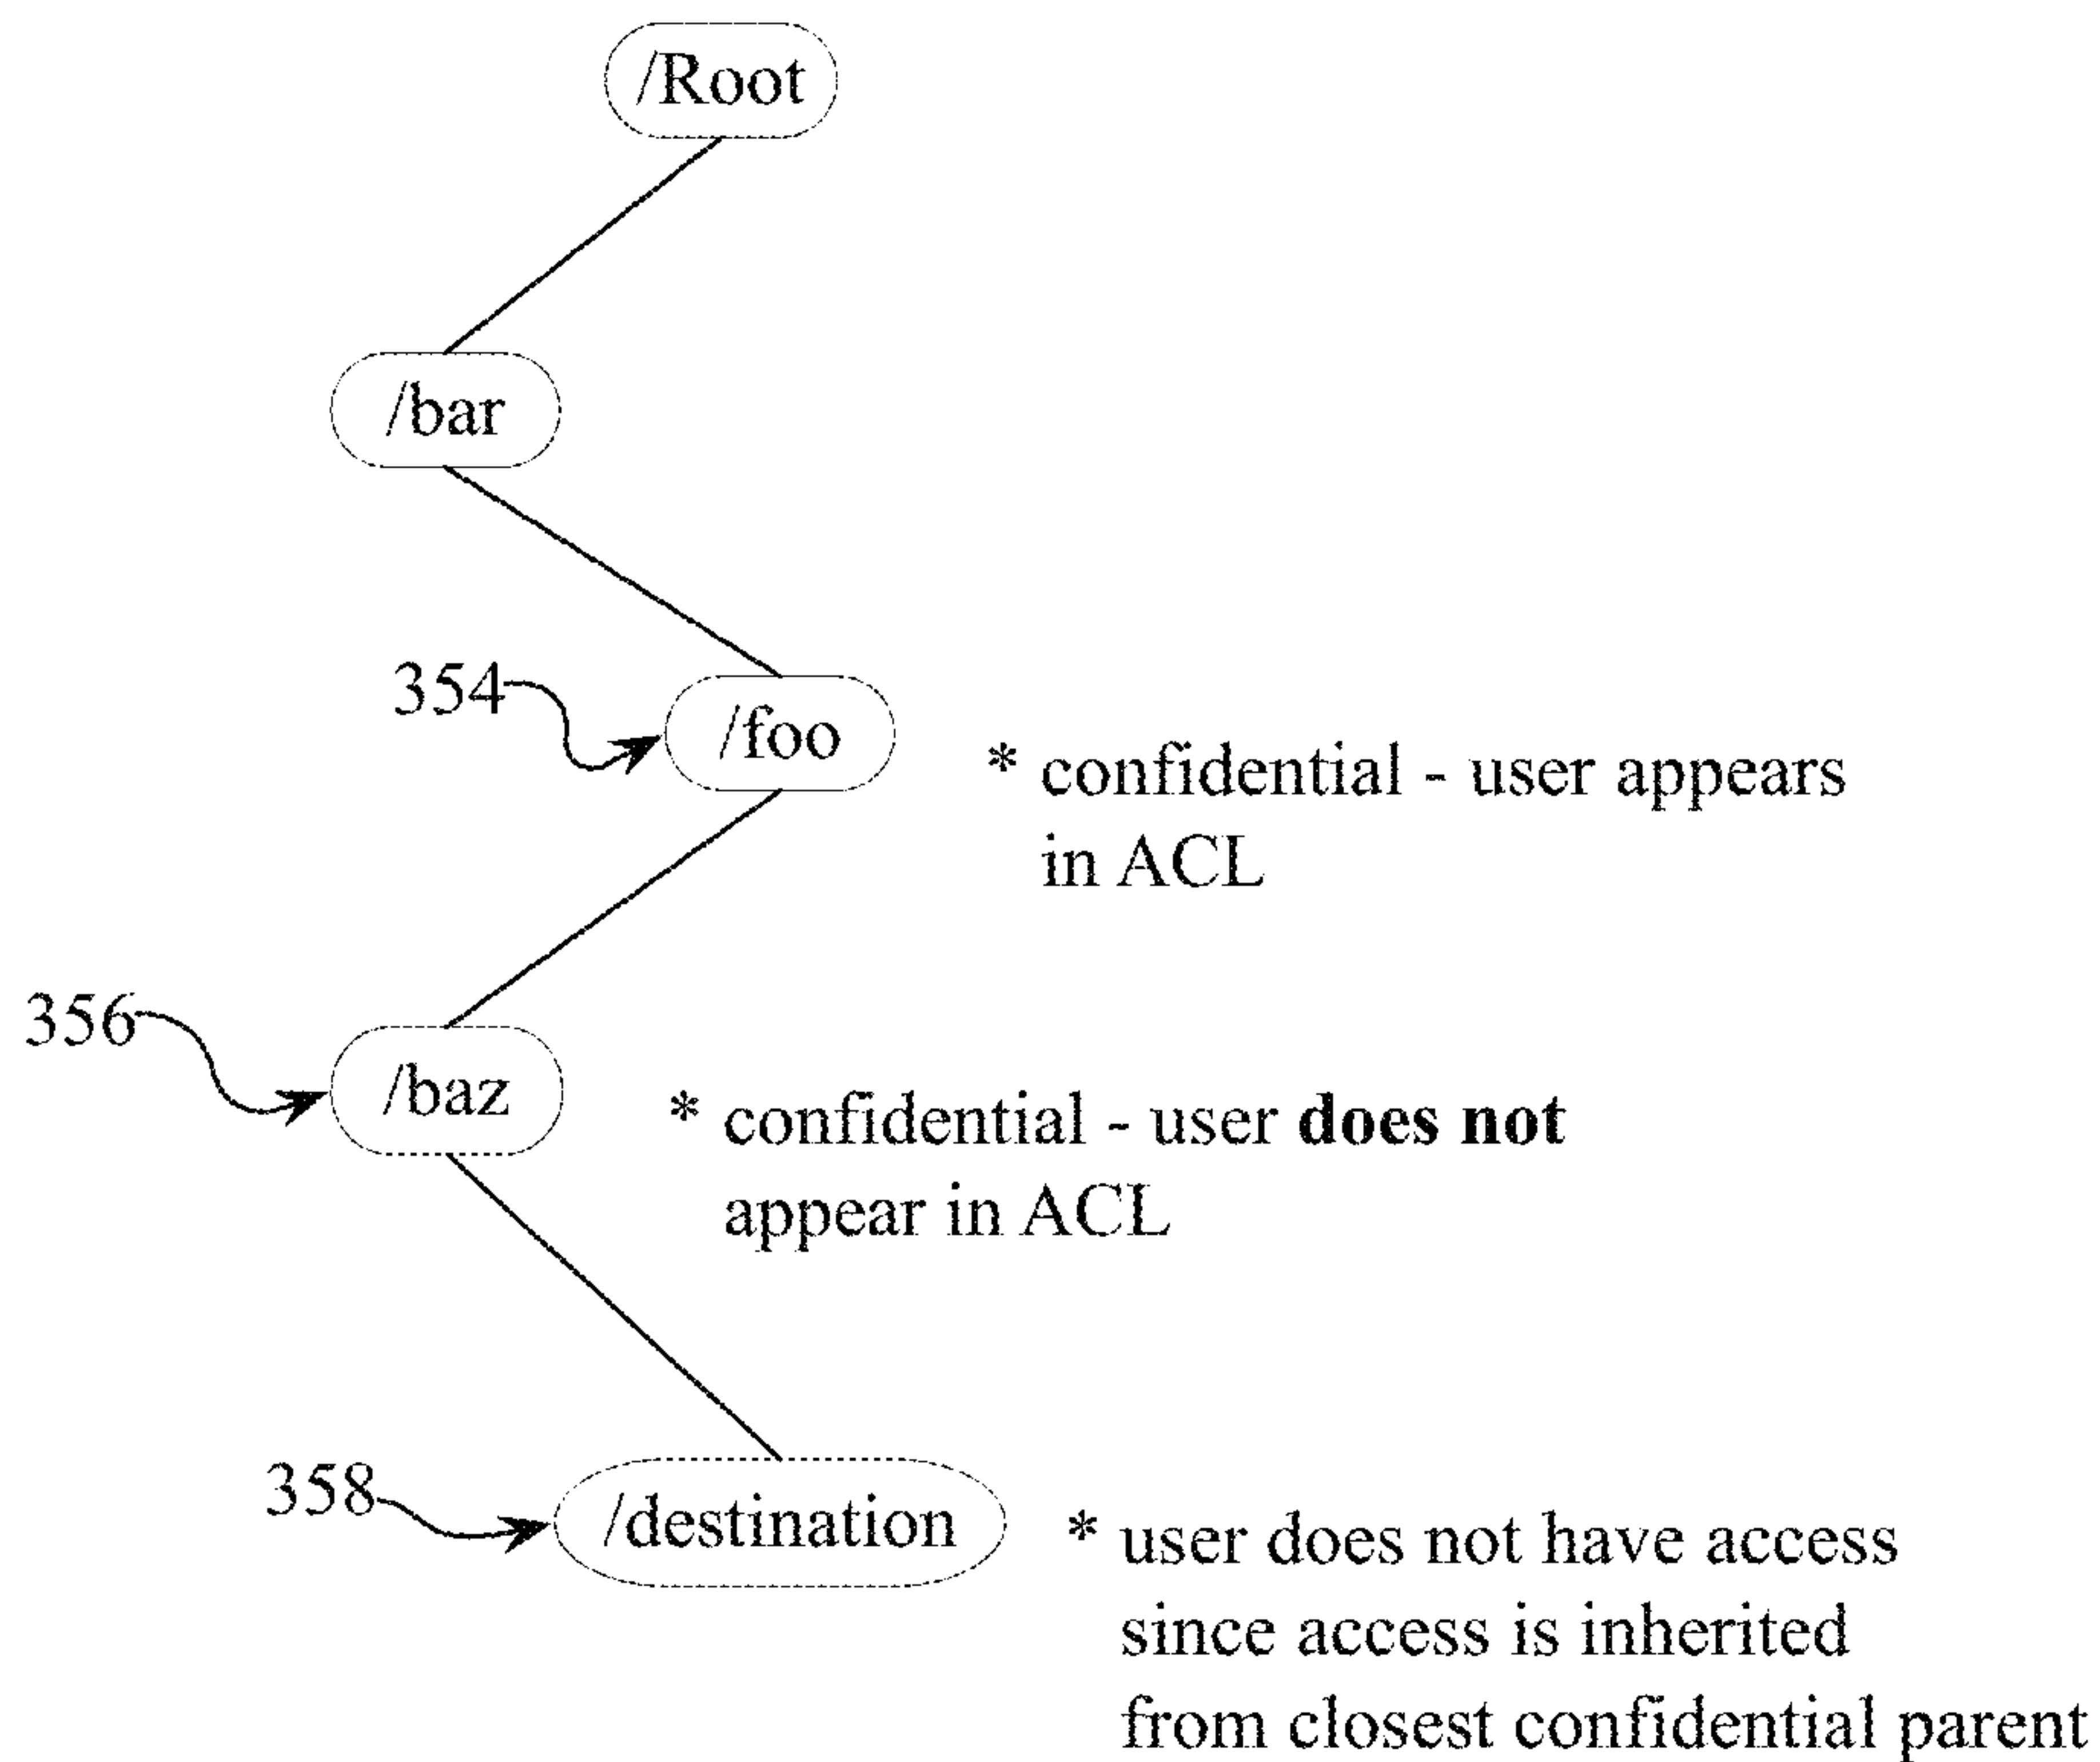 /Root
/bar
354
/foo
* confidential - user appears
in ACL
356
/baz
* confidential - user does not
appear in ACL
358
/destination
* user does not have access
since access is inherited
from closest confidential parent